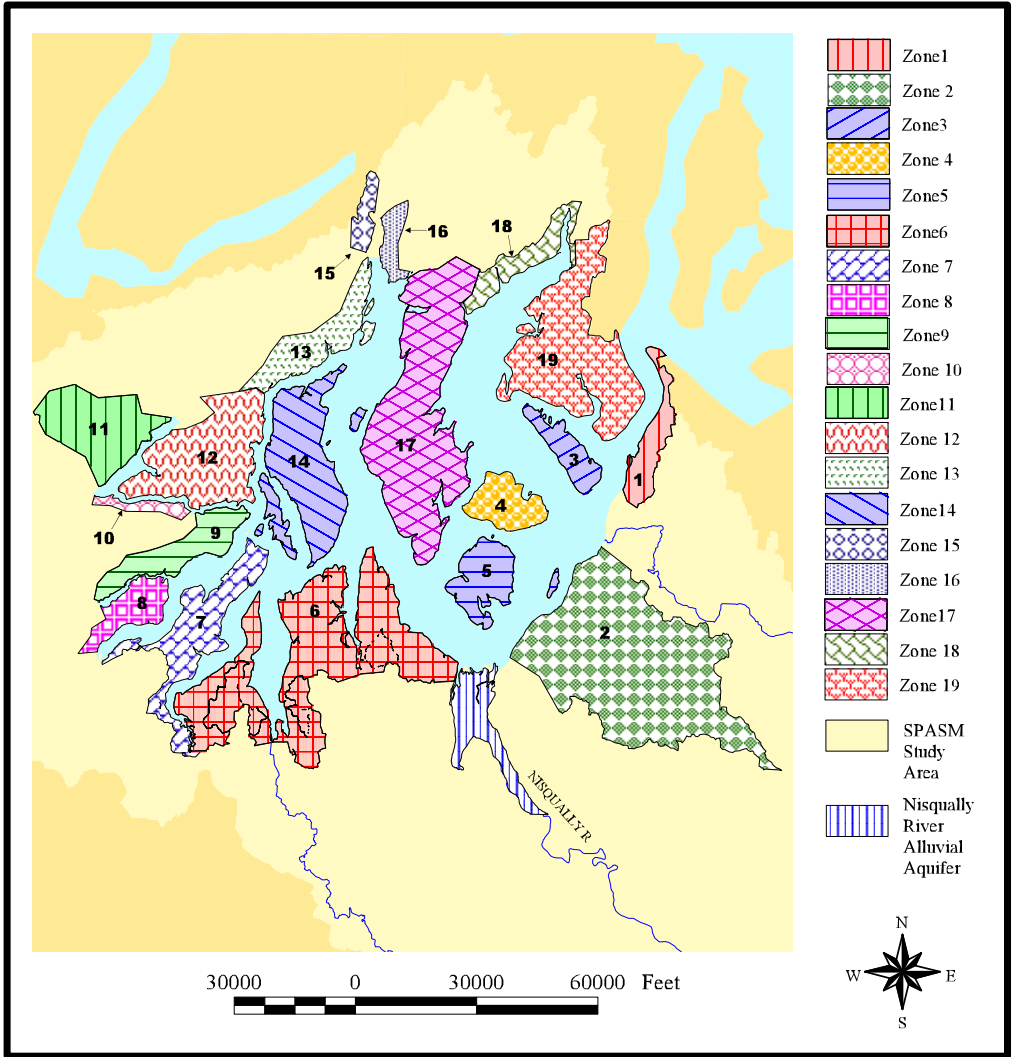 18
16
15
13
19
11
17
12
14
3
1
4
10
9
5
8
6
7
2
NISQUALLY R
Zone1
Zone 2
Zone3
Zone 4
Zone5
Zone6
Zone 7
Zone 8
Zone9
Zone 10
Zone11
Zone 12
Zone 13
Zone14
Zone 15
Zone 16
Zone17
Zone 18
Zone 19
SPASM
Study
Area
Nisqually
River
Alluvial
Aquifer
N
W E
S
30000 0 30000 60000 Feet